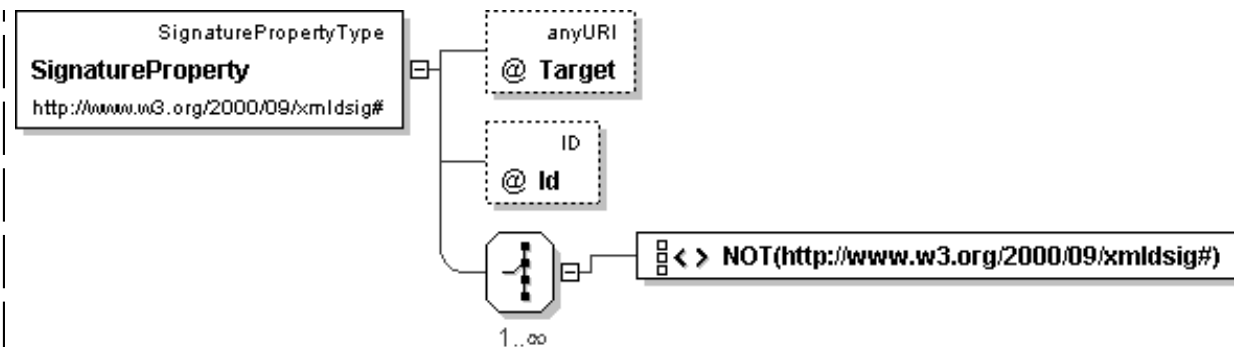 SignaturePropertyType
SignatureProperty
http://www.w3.org/2000/09/xmldsig#
anyURI
@ Target
ID
@ Id
NOT(http://www.w3.org/2000/09/xmldsig#)
1..∞